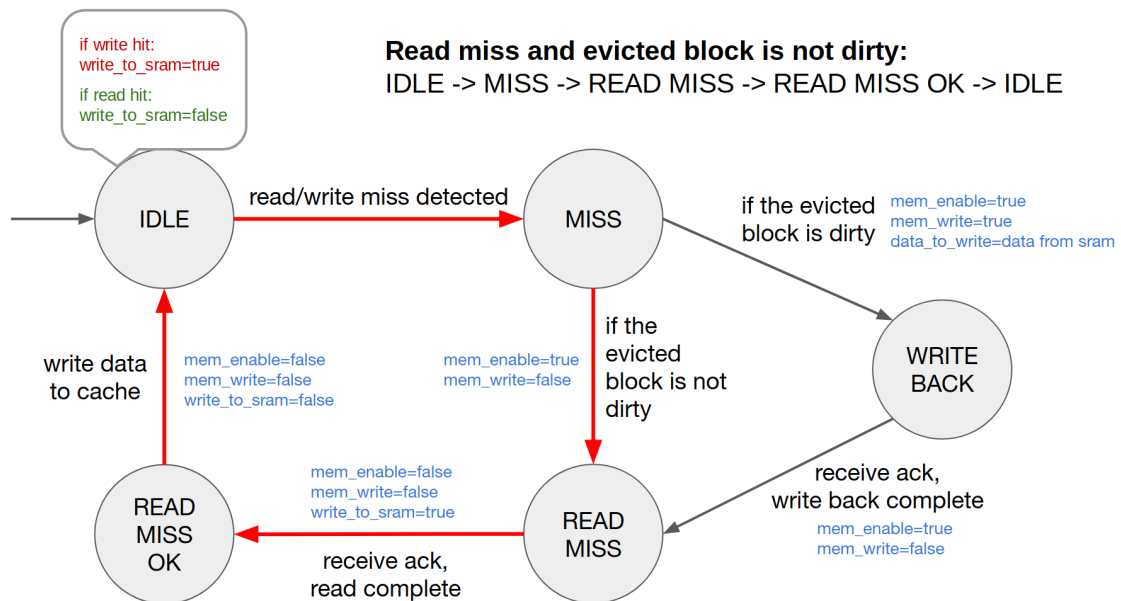 if write hit:
write_to_sram=true
if read hit:
write_to_sram=false
Read miss and evicted block is not dirty:
IDLE -> MISS -> READ MISS -> READ MISS OK -> IDLE
IDLE
read/write miss detected
MISS
if the evicted
block is dirty
mem_enable=true
mem_write=true
data_to_write=data from sram
write data
to cache
mem_enable=false
mem_write=false
write_to_sram=false
mem_enable=true
mem_write=false
if the
evicted
block is not
dirty
WRITE
BACK
READ
MISS
OK
mem_enable=false
mem_write=false
write_to_sram=true
receive ack,
read complete
READ
MISS
receive ack,
write back complete
mem_enable=true
mem_write=false